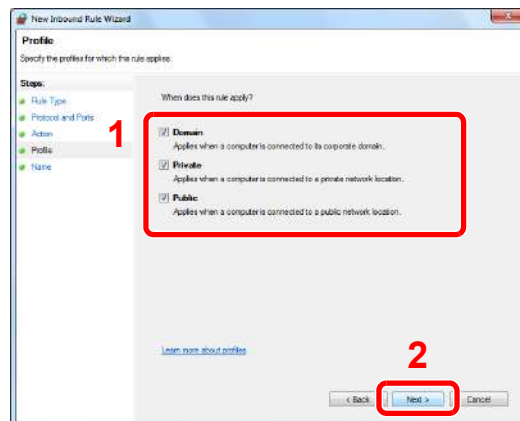 New Inbound Rule Wizard
Profile
Specify the profiles for which this rule applies.
Steps:
Rule Type
Protocol and Ports
Action
Profile
Name
When does this rule apply?
1
Domain
Applies when a computer is connected to its corporate domain.
Private
Applies when a computer is connected to a private network location.
Public
Applies when a computer is connected to a public network location.
Learn more about profiles
2
< Back
Next >
Cancel